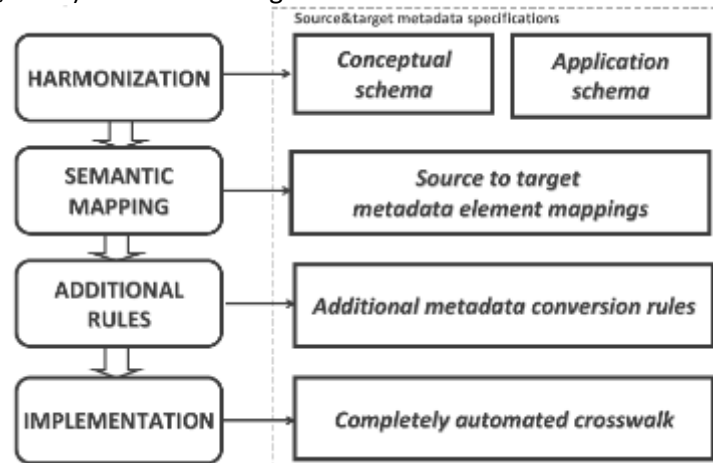 Source&target metadata specifications
HARMONIZATION
Conceptual
schema
Application
schema
SEMANTIC
MAPPING
Source to target
metadata element mappings
ADDITIONAL
RULES
Additional metadada conversion rules
IMPLEMENTATION
Completely automated crosswalk